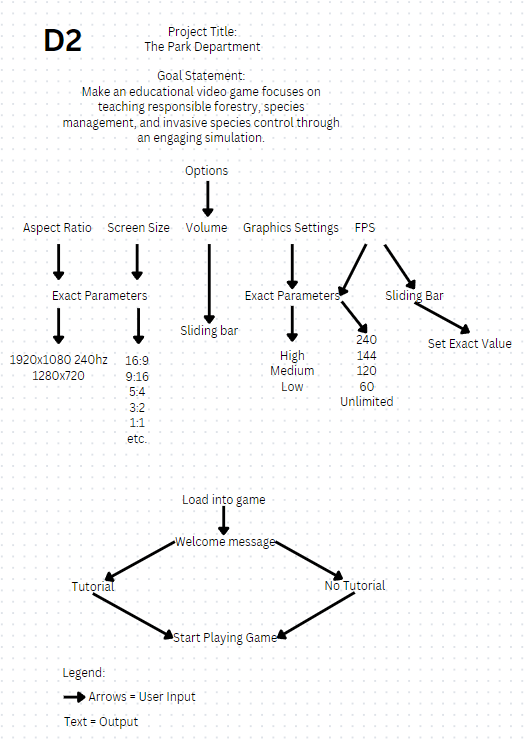 D2
Project Title:
The Park Department
Goal Statement:
Make an educational video game focuses on
teaching responsible forestry, species
management, and invasive species control through
an engaging simulation.
Options
Aspect Ratio
Screen Size
Volume
Graphics Settings
FPS
Exact Parameters
Exact Parameters
Sliding Bar
Sliding bar
1920x1080 240hz
1280x720
16:9
9:16
5:4
3:2
1:1
etc.
High
Medium
Low
240
144
120
60
Unlimited
Set Exact Value
Load into game
Welcome message
Tutorial
No Tutorial
Start Playing Game
Legend:
Arrows = User Input
Text = Output